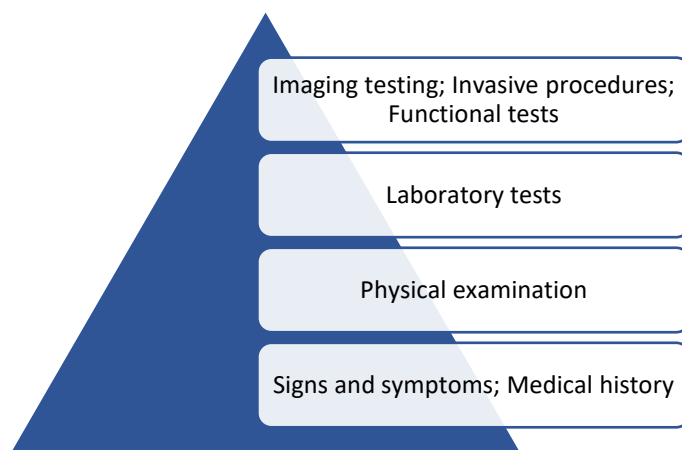 Imaging testing; Invasive procedures;
Functional tests
Laboratory tests
Physical examination
Signs and symptoms; Medical history